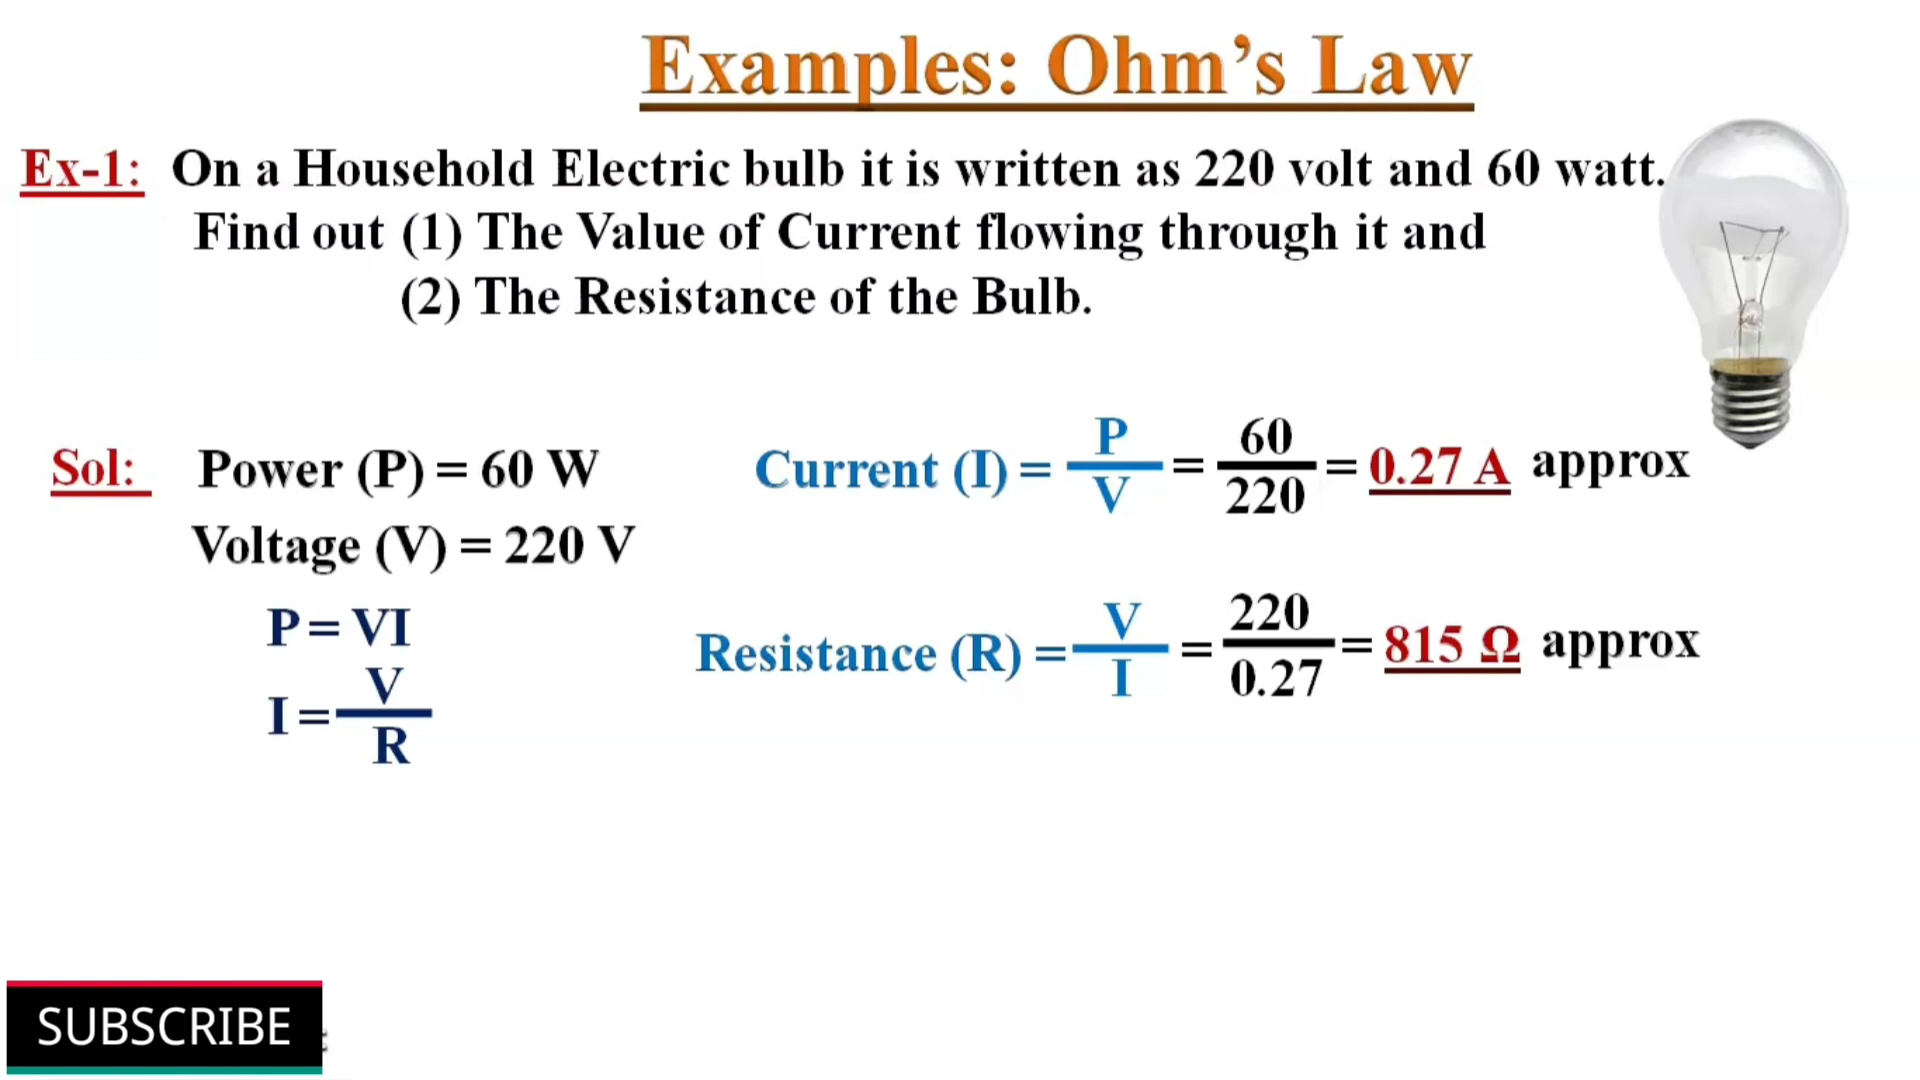 Examples: Ohm’s Law
Ex-1: On a Household Electric bulb it is written as 220 volt and 60 watt.
Find out (1) The Value of Current flowing through it and
(2) The Resistance of the Bulb.
Sol: Power (P) = 60 W
Voltage (V) = 220 V
P = VI
I = V
R
Current (I) = P = 60 = 0.27 A approx
V 220
Resistance (R) = V = 220 = 815 Ω approx
I 0.27
SUBSCRIBE